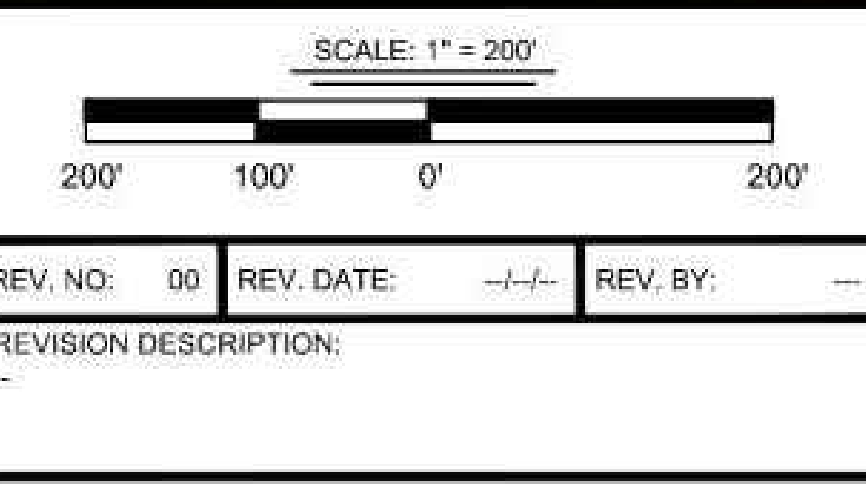 SCALE: 1" = 200'
200' 100' 0' 200'
REV. NO: 00 REV. DATE: --/--/-- REV. BY: ---
REVISION DESCRIPTION:
-